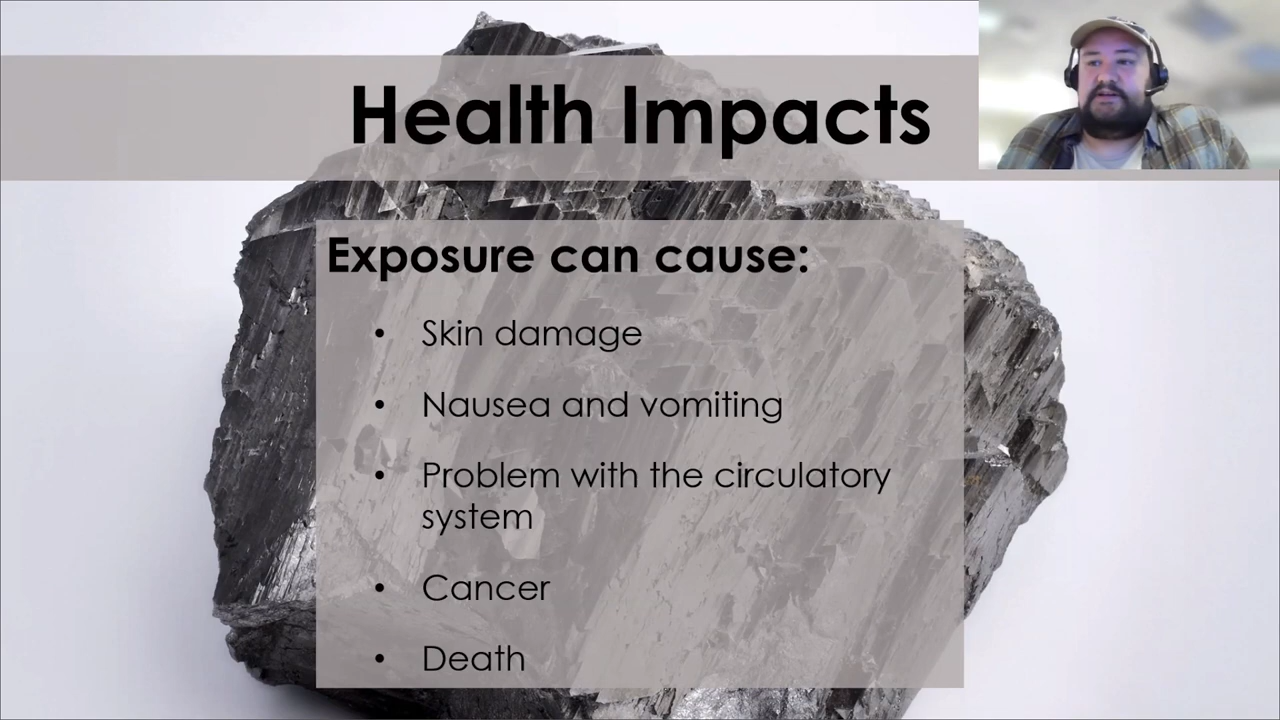 Health Impacts
Exposure can cause:
• Skin damage
• Nausea and vomiting
• Problem with the circulatory
system
• Cancer
• Death